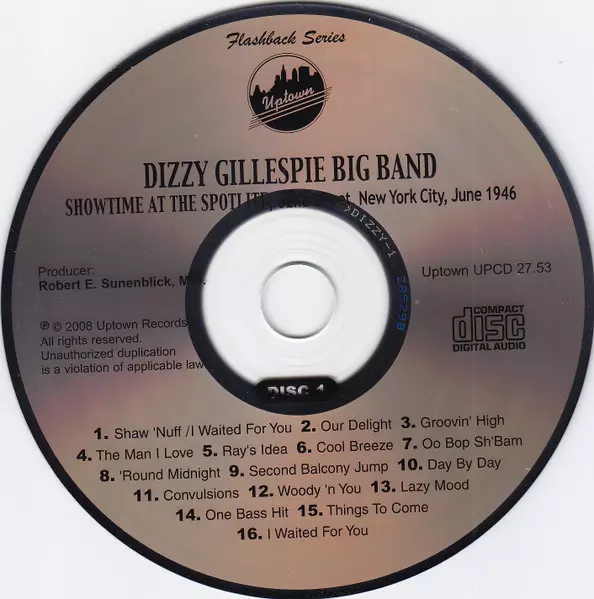 Flashback Series
Uptown
DIZZY GILLESPIE BIG BAND
SHOWTIME AT THE SPOTLITE, Street, New York City, June 1946
>DIZZY-1 Z9629B
Producer:
Robert E. Sunenblick, M.D.
Uptown UPCD 27.53
℗ © 2008 Uptown Records
All rights reserved.
Unauthorized duplication
is a violation of applicable law
COMPACT
disc
DIGITAL AUDIO
DISC 1
1. Shaw 'Nuff /I Waited For You 2. Our Delight 3. Groovin' High
4. The Man I Love 5. Ray's Idea 6. Cool Breeze 7. Oo Bop Sh'Bam
8. 'Round Midnight 9. Second Balcony Jump 10. Day By Day
11. Convulsions 12. Woody 'n You 13. Lazy Mood
14. One Bass Hit 15. Things To Come
16. I Waited For You